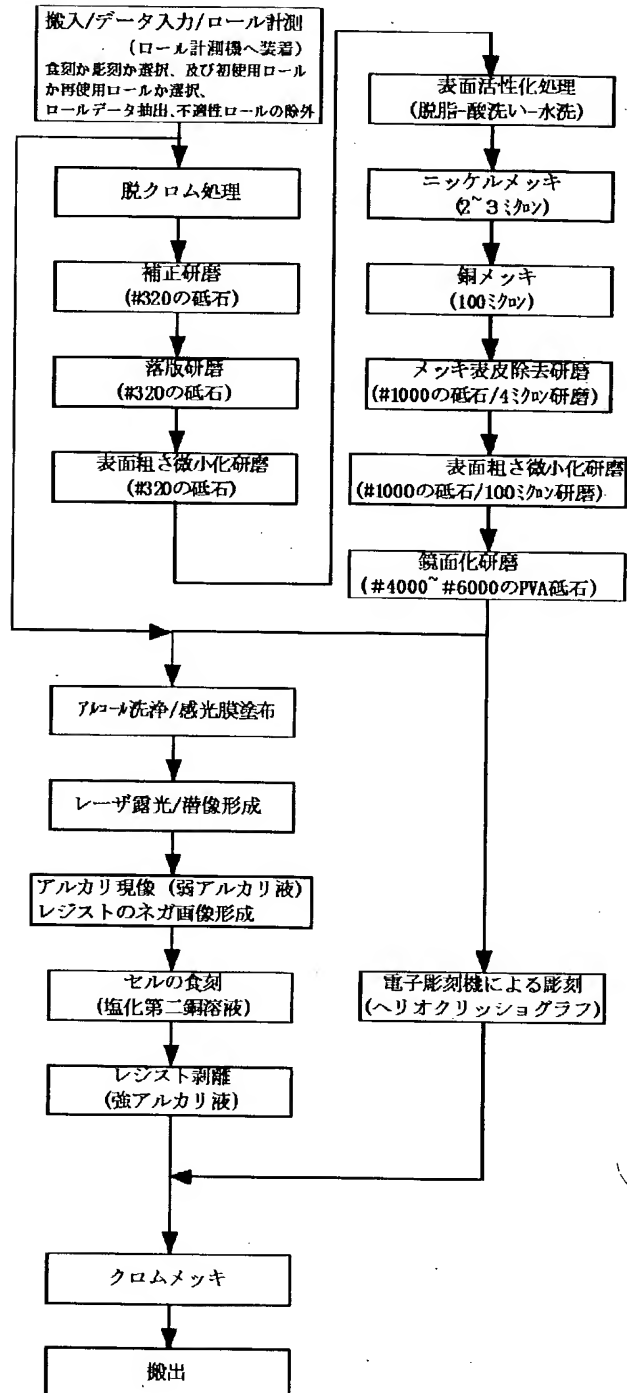 搬入/データ入力/ロール計測
(ロール計測機へ装着)
食刻か彫刻か選択、及び初使用ロール
か再使用ロールか選択、
ロールデータ抽出、不適性ロールの除外
脱クロム処理
補正研磨
(#320の砥石)
落版研磨
(#320の砥石)
表面粗さ微小化研磨
(#320の砥石)
表面活性化処理
(脱脂-酸洗い-水洗)
ニッケルメッキ
(2~3ミクロン)
銅メッキ
(100ミクロン)
メッキ表皮除去研磨
(#1000の砥石/4ミクロン研磨)
表面粗さ微小化研磨
(#1000の砥石/100ミクロン研磨)
鏡面化研磨
(#4000~#6000のPVA砥石)
アルコール洗浄/感光膜塗布
レーザ露光/潜像形成
アルカリ現像(弱アルカリ液)
レジストのネガ画像形成
セルの食刻
(塩化第二銅溶液)
レジスト剥離
(強アルカリ液)
電子彫刻機による彫刻
(ヘリオクリッショグラフ)
クロムメッキ
搬出